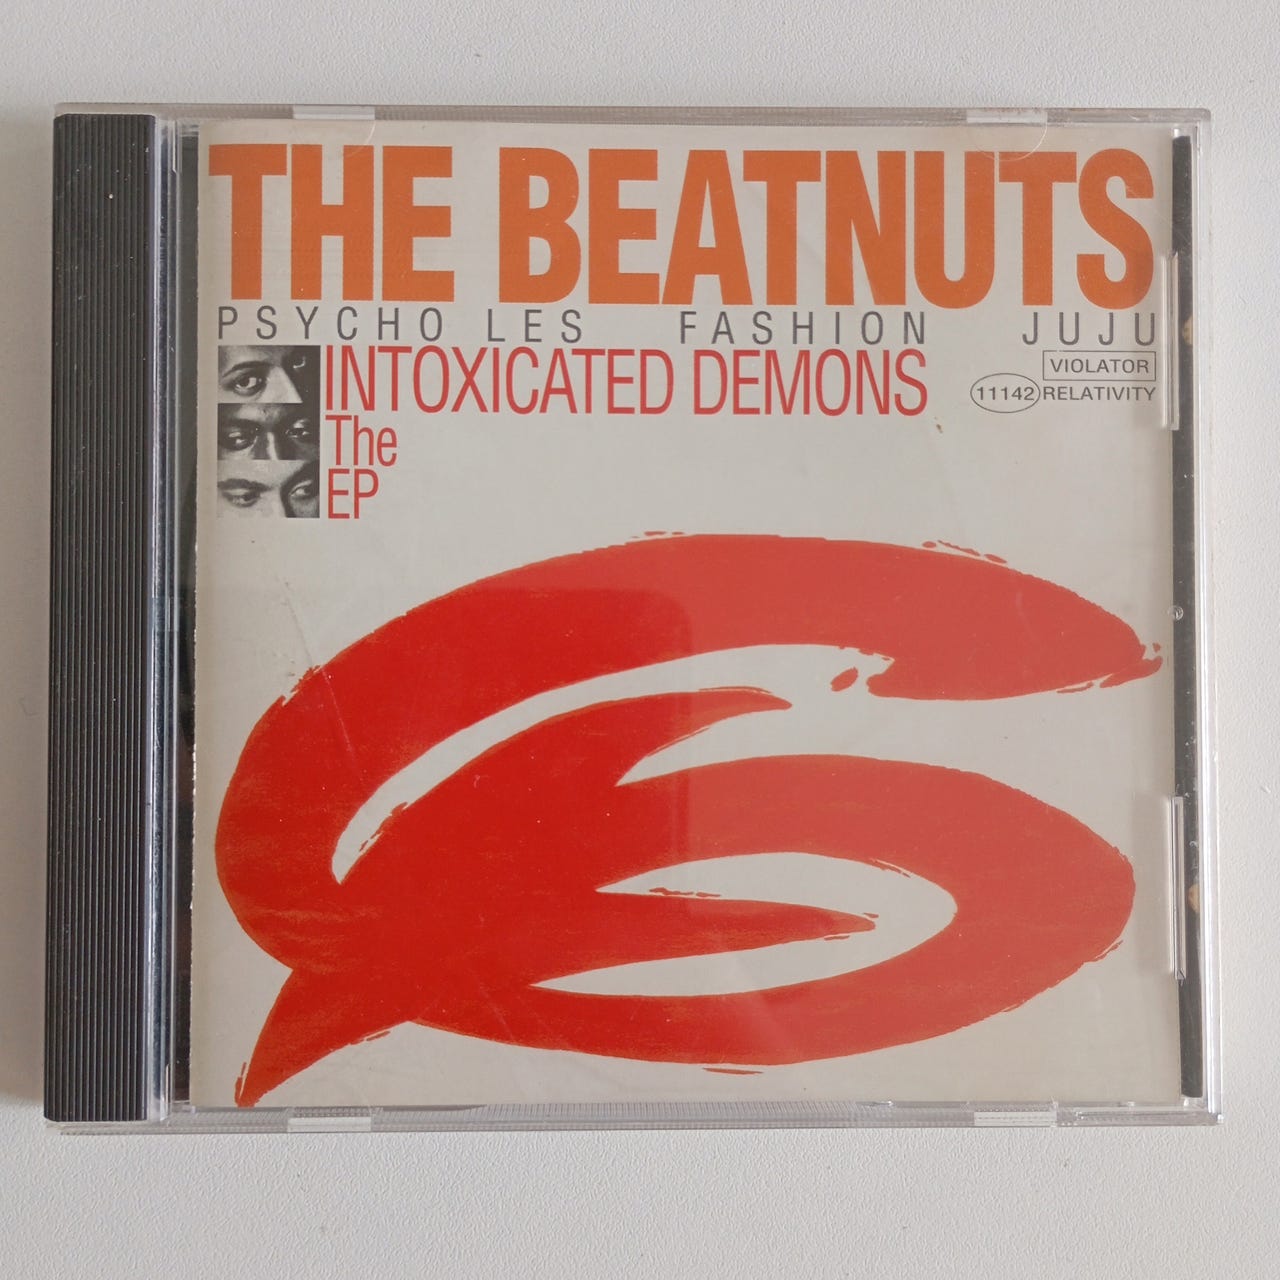 THE BEATNUTS
PSYCHO LES FASHION JUJU
INTOXICATED DEMONS
The
EP
VIOLATOR
11142 RELATIVITY